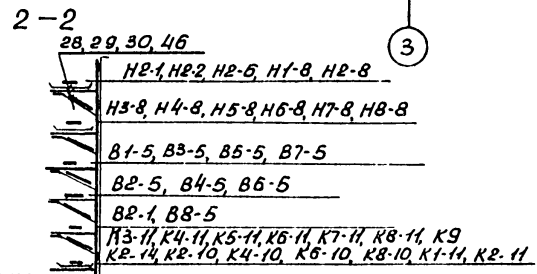 2-2
3
28, 29, 30, 46
Н2-1, Н2-2, Н2-6, Н1-8, Н2-8
Н3-8, Н4-8, Н5-8, Н6-8, Н7-8, Н8-8
В1-5, В3-5, В5-5, В7-5
В2-5, В4-5, В6-5
В2-1, В8-5
К3-11, К4-11, К5-11, К6-11, К7-11, К8-11, К9
К2-14, К2-10, К4-10, К6-10, К8-10, К1-11, К2-11